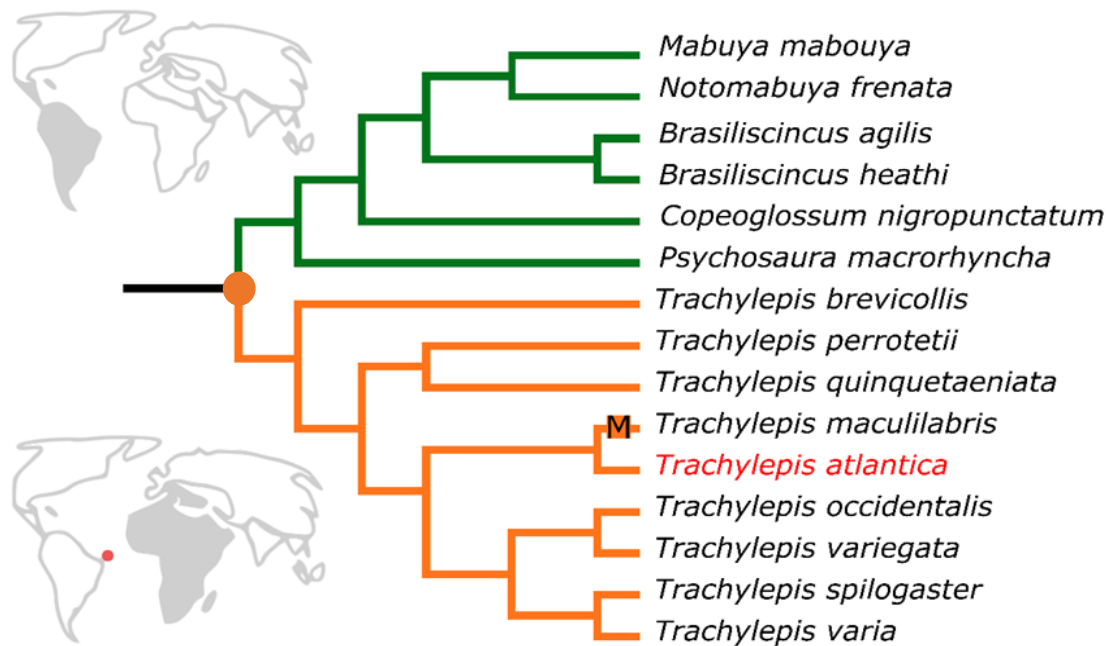 Mabuya mabouya
Notomabuya frenata
Brasiliscincus agilis
Brasiliscincus heathi
Copeoglossum nigropunctatum
Psychosaura macrorhyncha
Trachylepis brevicollis
Trachylepis perrotetii
Trachylepis quinquetaeniata
M Trachylepis maculilabris
Trachylepis atlantica
Trachylepis occidentalis
Trachylepis variegata
Trachylepis spilogaster
Trachylepis varia